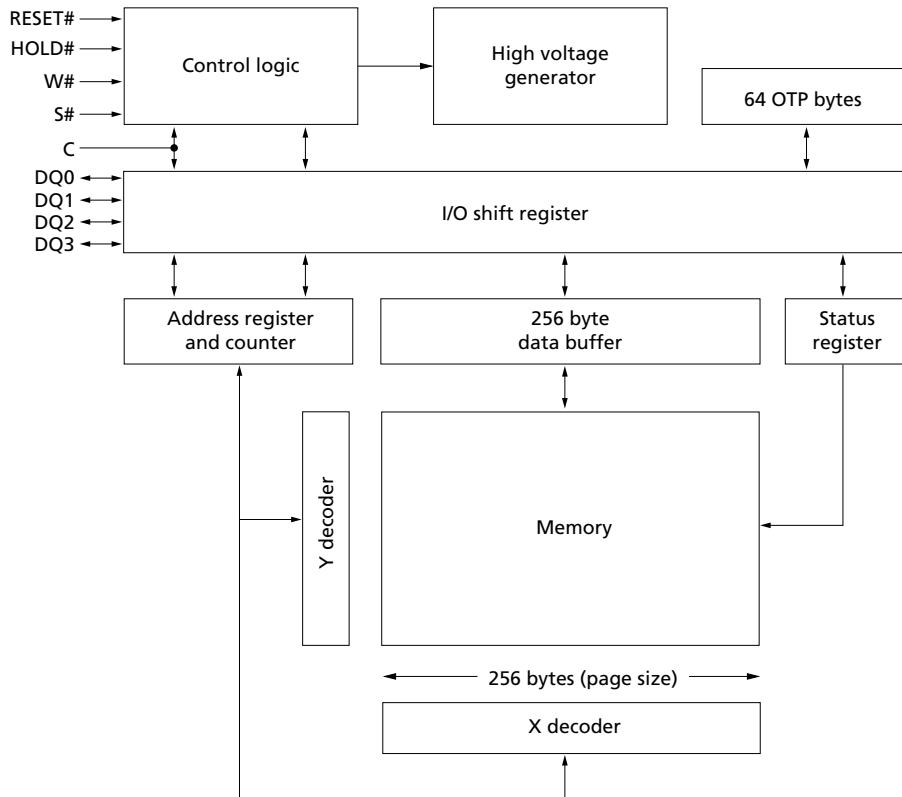 RESET#
HOLD#
W#
S#
C
Control logic
High voltage
generator
64 OTP bytes
DQ0
DQ1
DQ2
DQ3
I/O shift register
Address register
and counter
256 byte
data buffer
Status
register
Y decoder
Memory
256 bytes (page size)
X decoder